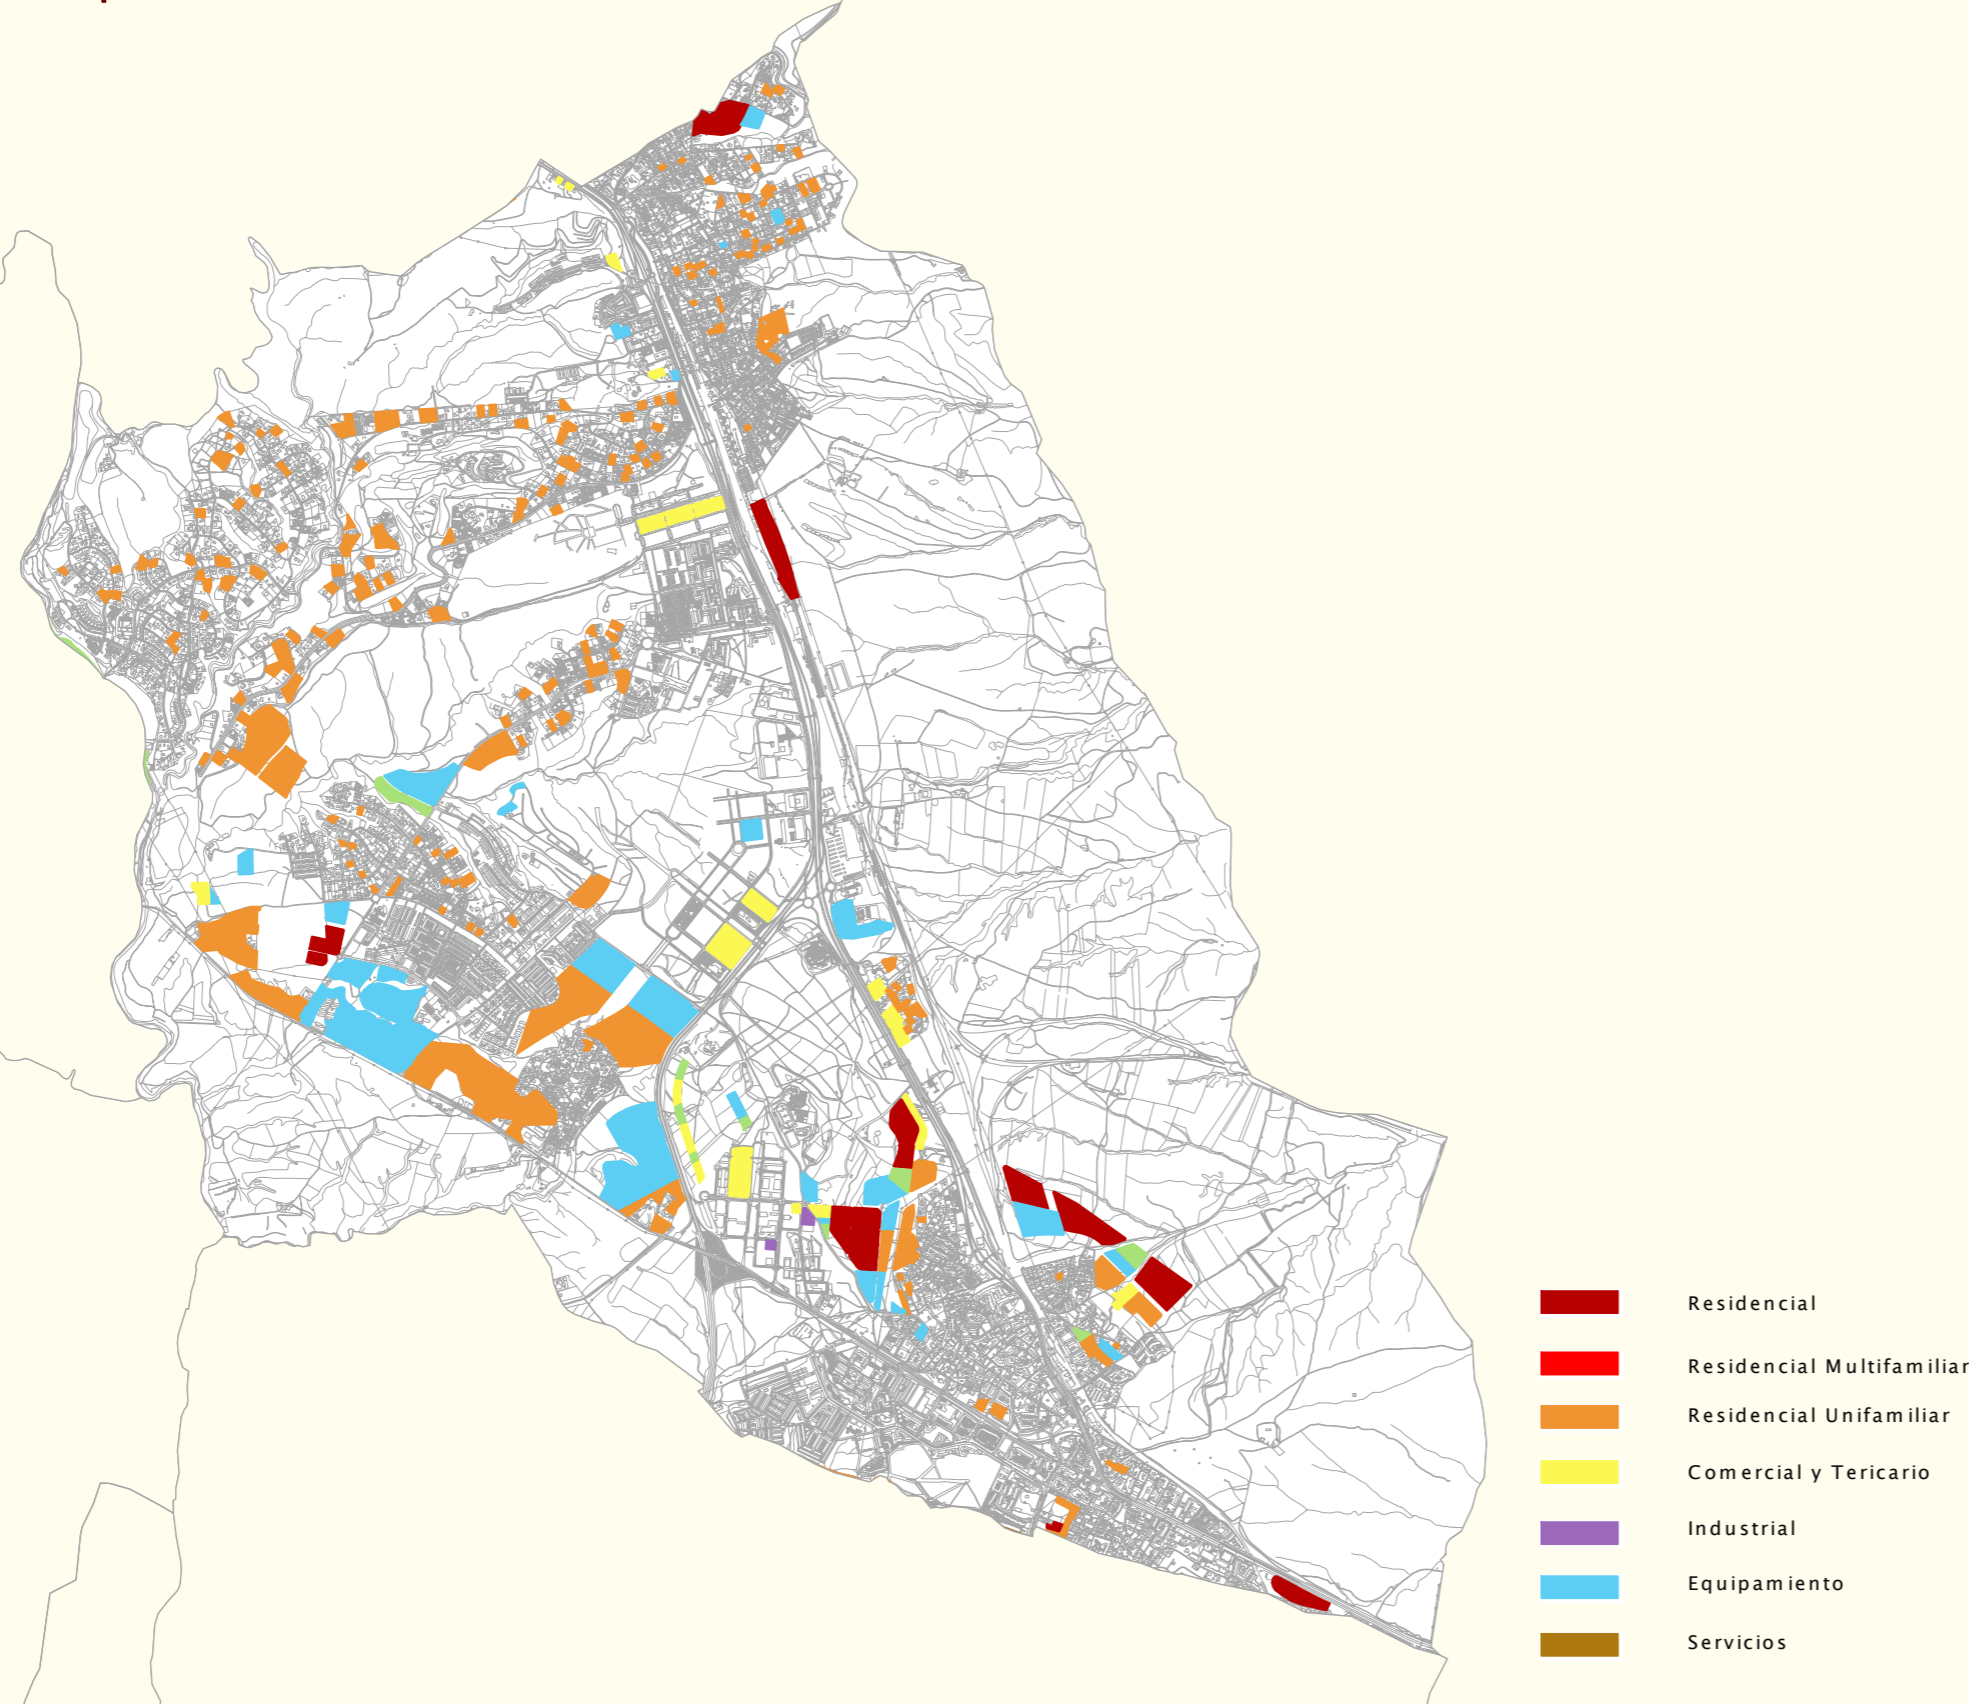 Residencial
Residencial Multifamiliar
Residencial Unifamiliar
Comercial y Tericario
Industrial
Equipamiento
Servicios